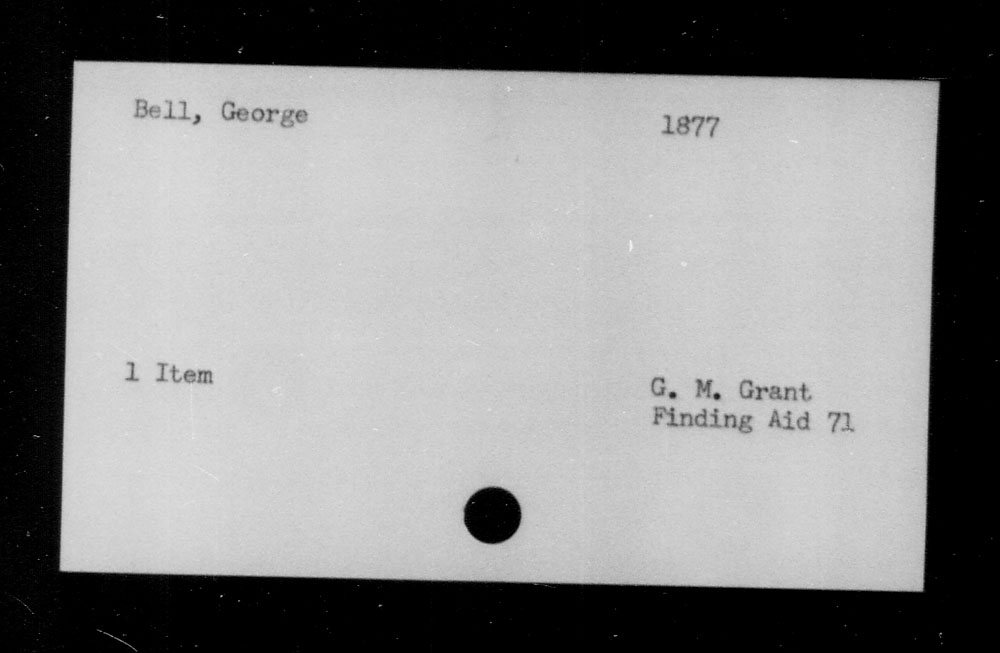 Bell, George
1877
1 Item
G. M. Grant
Finding Aid 71